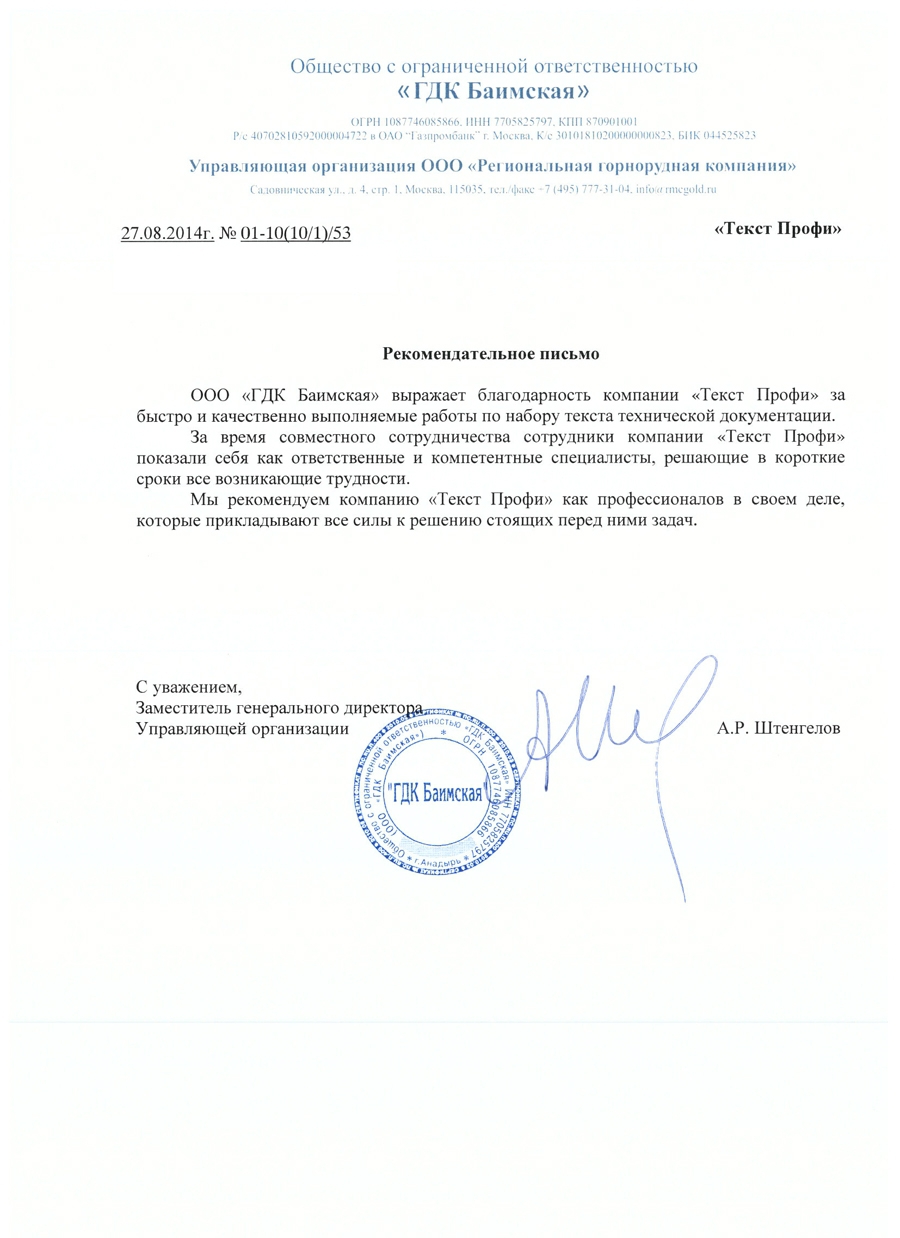 Общество с ограниченной ответственностью
«ГДК Баимская»
ОГРН 1087746085866, ИНН 7705825797, КПП 870901001
Р/с 40702810592000004722 в ОАО "Газпромбанк" г. Москва, К/с 30101810200000000823, БИК 044525823
Управляющая организация ООО «Региональная горнорудная компания»
Садовническая ул., д. 4, стр. 1, Москва, 115035, тел./факс +7 (495) 777-31-04, info@rmcgold.ru
27.08.2014г. № 01-10(10/1)/53
«Текст Профи»
Рекомендательное письмо
ООО «ГДК Баимская» выражает благодарность компании «Текст Профи» за
быстро и качественно выполняемые работы по набору текста технической документации.
За время совместного сотрудничества сотрудники компании «Текст Профи»
показали себя как ответственные и компетентные специалисты, решающие в короткие
сроки все возникающие трудности.
Мы рекомендуем компанию «Текст Профи» как профессионалов в своем деле,
которые прикладывают все силы к решению стоящих перед ними задач.
С уважением,
Заместитель генерального директора
Управляющей организации
А.Р. Штенгелов
Общество с ограниченной ответственностью «ГДК Баимская» ИНН 7705825797
(ООО «ГДК Баимская») * ОГРН 1087746085866
* г.Анадырь *
"ГДК Баимская"